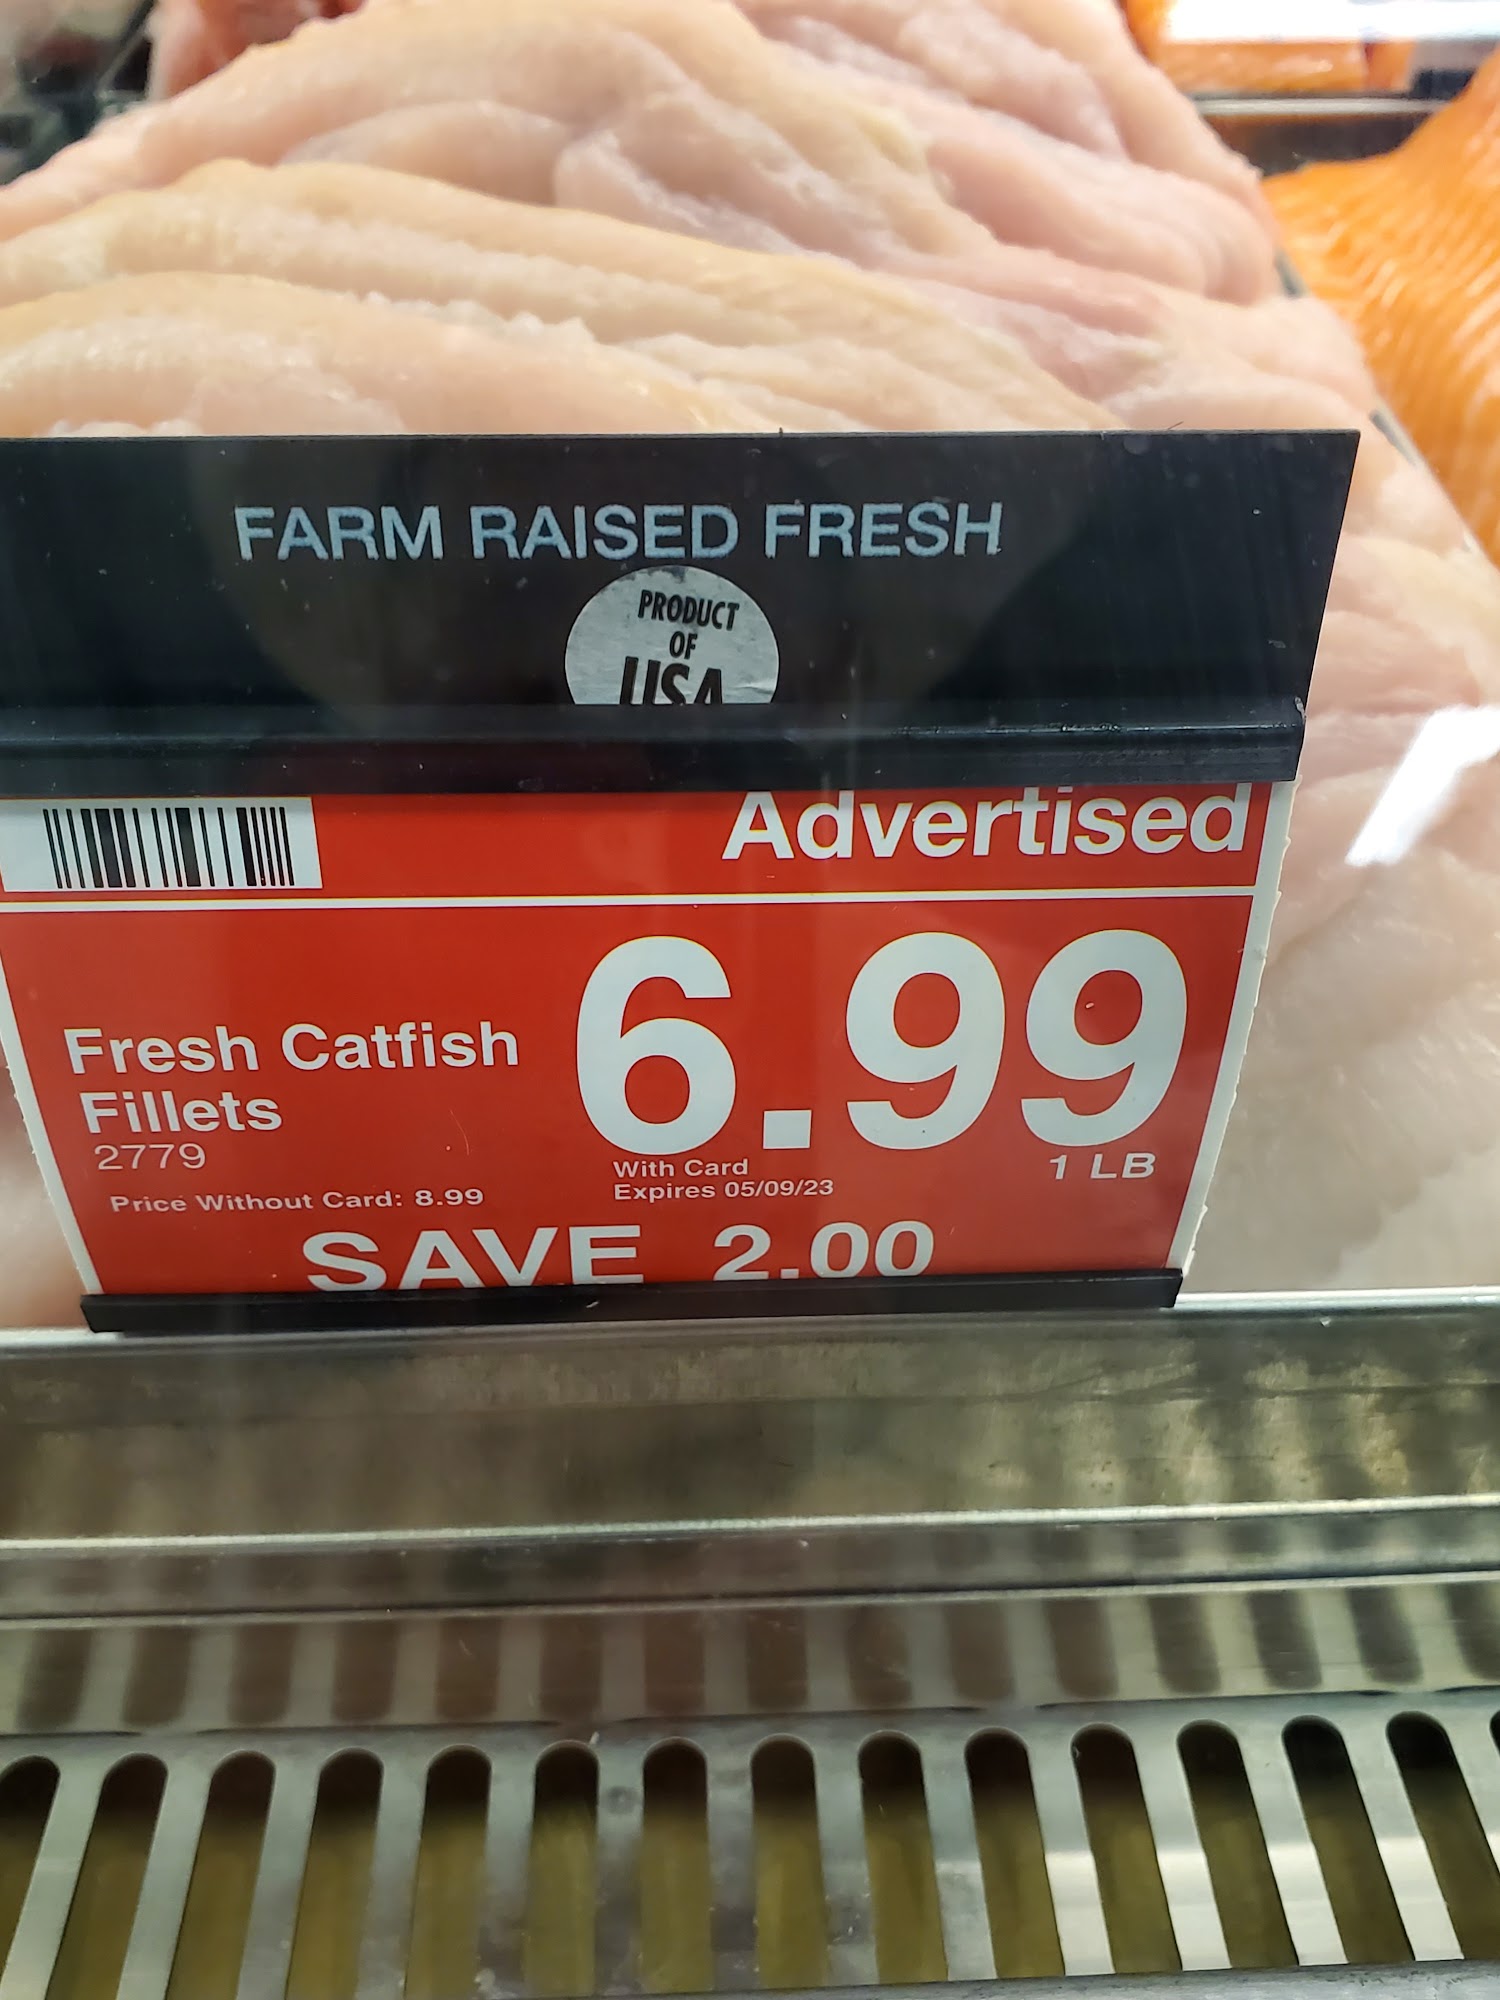 FARM RAISED FRESH
PRODUCT
OF
USA
Advertised
Fresh Catfish
Fillets
2779
6.99
With Card
Expires 05/09/23
1 LB
Price Without Card: 8.99
SAVE 2.00